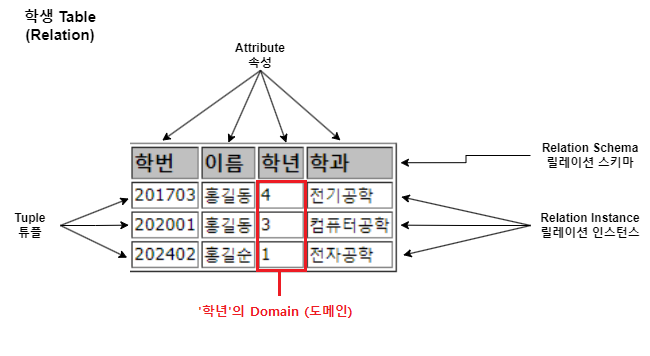 학생 Table
(Relation)
Attribute
속성
학번 이름 학년 학과
Relation Schema
릴레이션 스키마
201703 홍길동 4 전기공학
Tuple
튜플
202001 홍길동 3 컴퓨터공학
Relation Instance
릴레이션 인스턴스
202402 홍길순 1 전자공학
'학년'의 Domain (도메인)